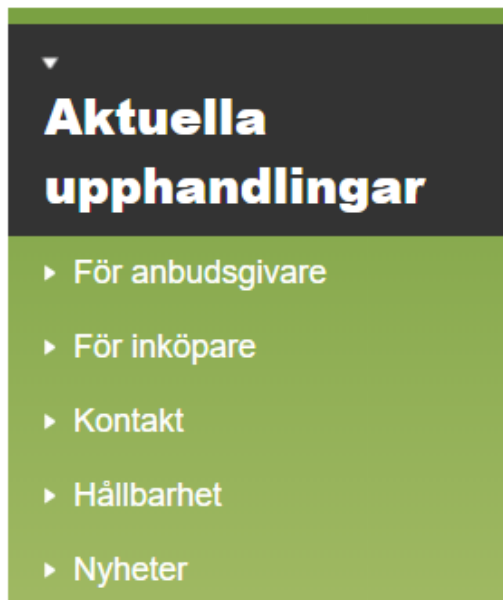 Aktuella
upphandlingar
För anbudsgivare
För inköpare
Kontakt
Hållbarhet
Nyheter